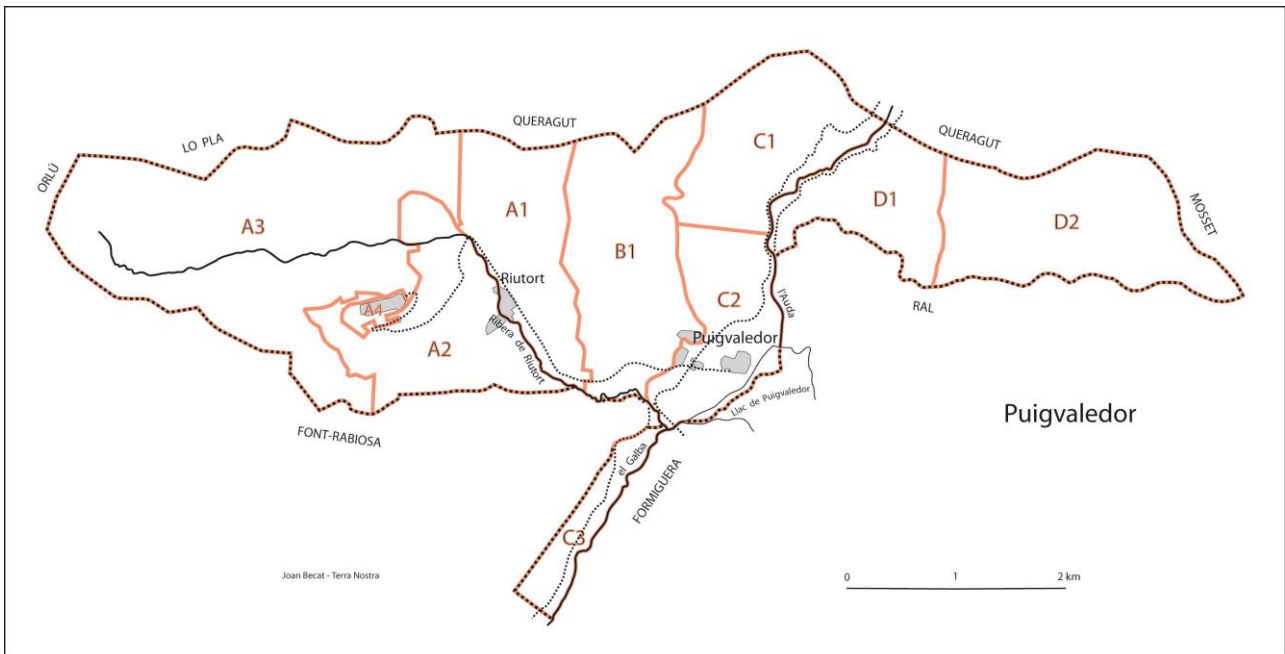 QUERAGUT
LO PLA
ORLÚ
C1
QUERAGUT
A1
D1
MOSSET
A3
D2
B1
Riutort
C2
l'Auda
RAL
A4
Ribera de Riutort
Puigvaledor
A2
Llac de Puigvaledor
Puigvaledor
FONT-RABIOSA
el Galba
FORMIGUERA
C3
Joan Becat - Terra Nostra
0 1 2 km